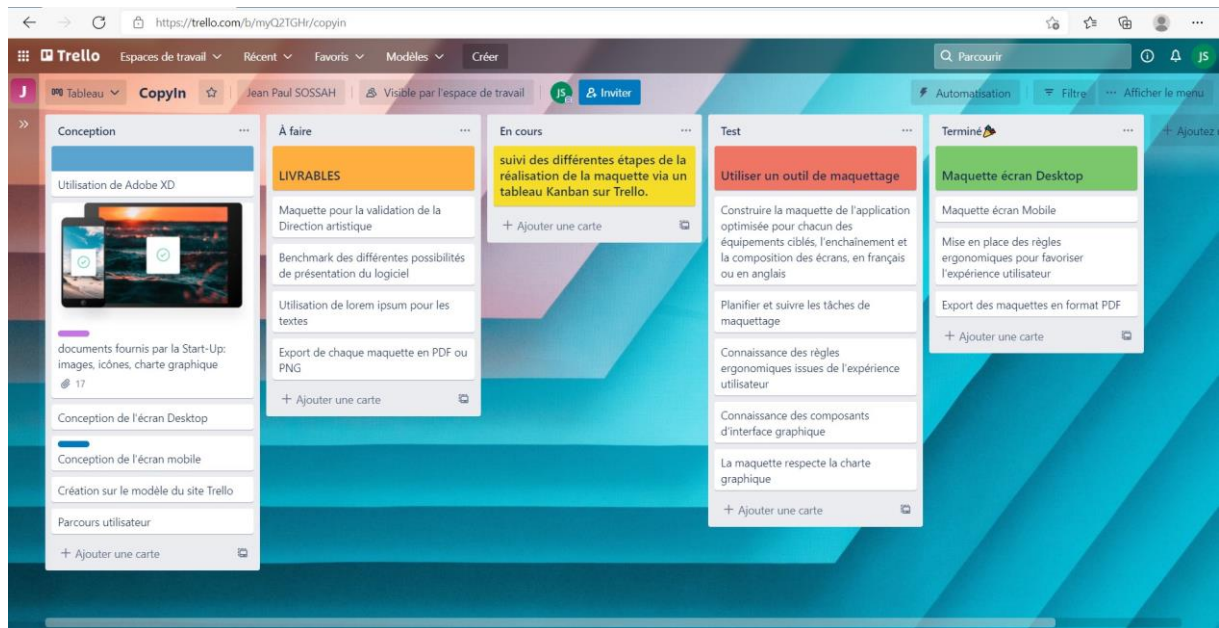 https://trello.com/b/myQ2TGHr/copyin
Trello Espaces de travail Récent Favoris Modèles Créer Parcourir JS
J Tableau CopyIn Jean Paul SOSSAH Visible par l'espace de travail JS Inviter Automatisation Filtre ... Afficher le menu
Conception
Utilisation de Adobe XD
documents fournis par la Start-Up:
images, icônes, charte graphique
17
Conception de l'écran Desktop
Conception de l'écran mobile
Création sur le modèle du site Trello
Parcours utilisateur
+ Ajouter une carte
À faire
LIVRABLES
Maquette pour la validation de la
Direction artistique
Benchmark des différentes possibilités
de présentation du logiciel
Utilisation de lorem ipsum pour les
textes
Export de chaque maquette en PDF ou
PNG
+ Ajouter une carte
En cours
suivi des différentes étapes de la
réalisation de la maquette via un
tableau Kanban sur Trello.
+ Ajouter une carte
Test
Utiliser un outil de maquettage
Construire la maquette de l'application
optimisée pour chacun des
équipements ciblés, l'enchaînement et
la composition des écrans, en français
ou en anglais
Planifier et suivre les tâches de
maquettage
Connaissance des règles
ergonomiques issues de l'expérience
utilisateur
Connaissance des composants
d'interface graphique
La maquette respecte la charte
graphique
+ Ajouter une carte
Terminé
Maquette écran Desktop
Maquette écran Mobile
Mise en place des règles
ergonomiques pour favoriser
l'expérience utilisateur
Export des maquettes en format PDF
+ Ajouter une carte
+ Ajoutez